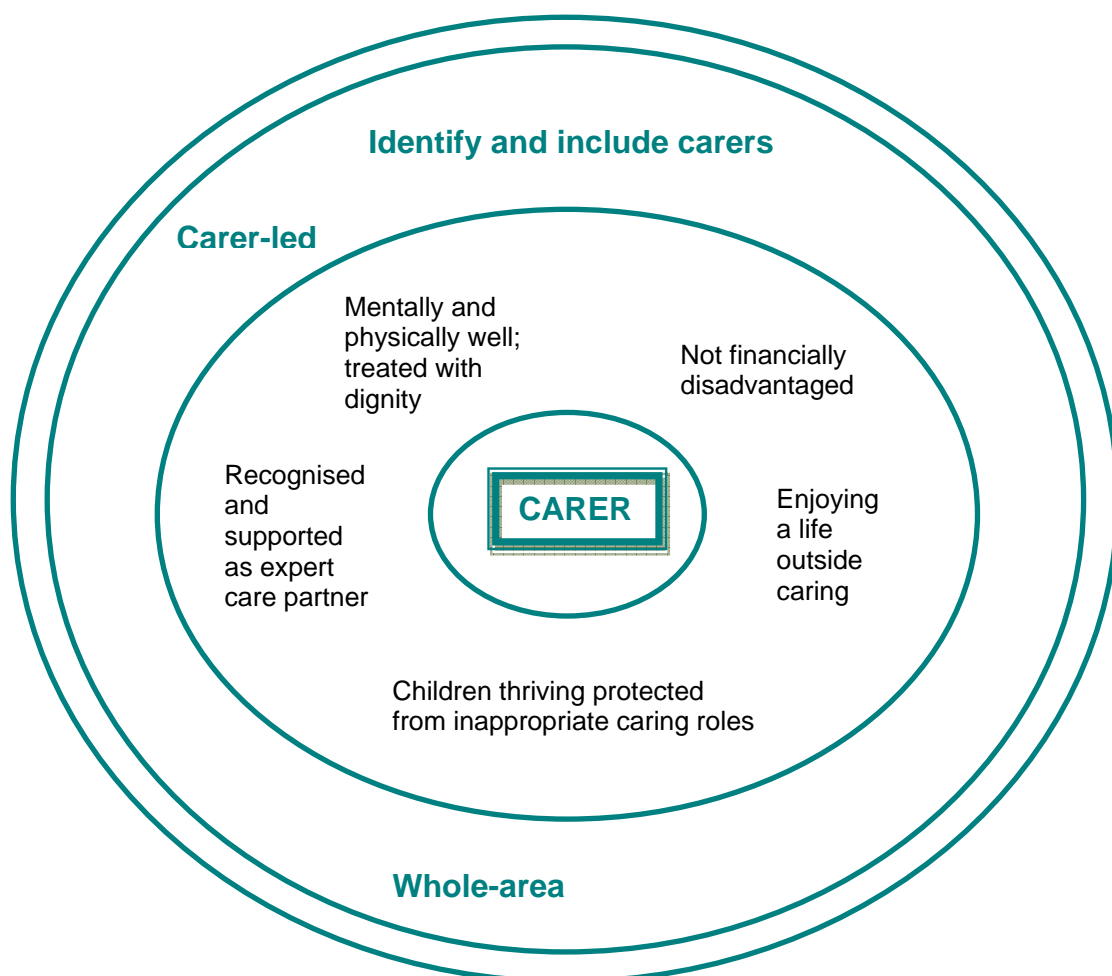 Identify and include carers
Carer-led
Mentally and
physically well;
treated with
dignity
Not financially
disadvantaged
Recognised
and
supported
as expert
care partner
CARER
Enjoying
a life
outside
caring
Children thriving protected
from inappropriate caring roles
Whole-area